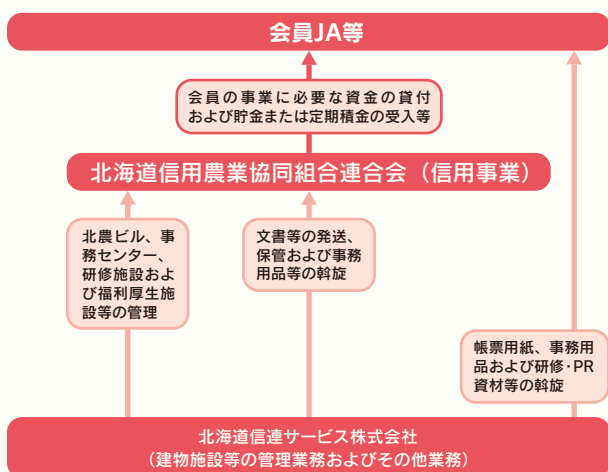 会員JA等
会員の事業に必要な資金の貸付
および貯金または定期積金の受入等
北海道信用農業協同組合連合会（信用事業）
北農ビル、事
務センター、
研修施設およ
び福利厚生施
設等の管理
文書等の発送、
保管および事務
用品等の斡旋
帳票用紙、事務用
品および研修・PR
資材等の斡旋
北海道信連サービス株式会社
（建物施設等の管理業務およびその他業務）